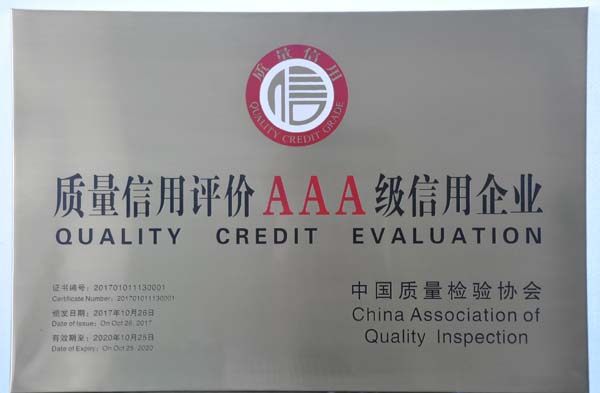 质量信用
信
QUALITY CREDIT GRADE
质量信用评价AAA级信用企业
QUALITY CREDIT EVALUATION
证书编号：201701011130001
Certificate Number：201701011130001
颁发日期：2017年10月26日
Date of Issue：On Oct 26, 2017
有效期至：2020年10月25日
Date of Expiry：On Oct 25, 2020
中国质量检验协会
China Association of
Quality Inspection